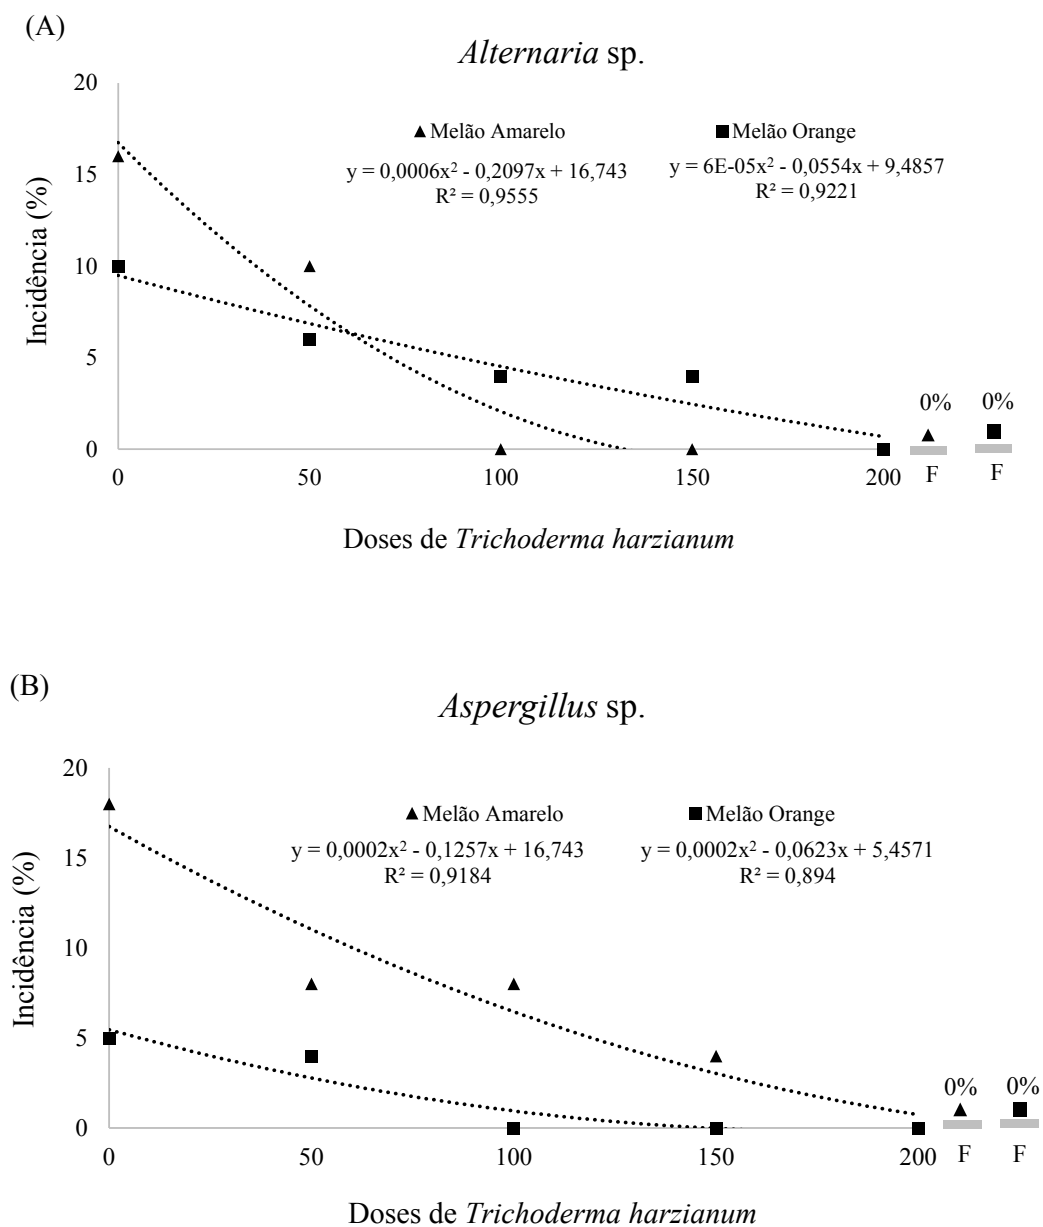 (A)
Alternaria sp.
20
▲ Melão Amarelo ■ Melão Orange
y = 0,0006x² - 0,2097x + 16,743 y = 6E-05x² - 0,0554x + 9,4857
R² = 0,9555 R² = 0,9221
15
Incidência (%)
10
5
0% 0%
0
0 50 100 150 200 F F
Doses de Trichoderma harzianum
(B)
Aspergillus sp.
20
▲ Melão Amarelo ■ Melão Orange
y = 0,0002x² - 0,1257x + 16,743 y = 0,0002x² - 0,0623x + 5,4571
R² = 0,9184 R² = 0,894
15
Incidência (%)
10
5
0% 0%
0
0 50 100 150 200 F F
Doses de Trichoderma harzianum